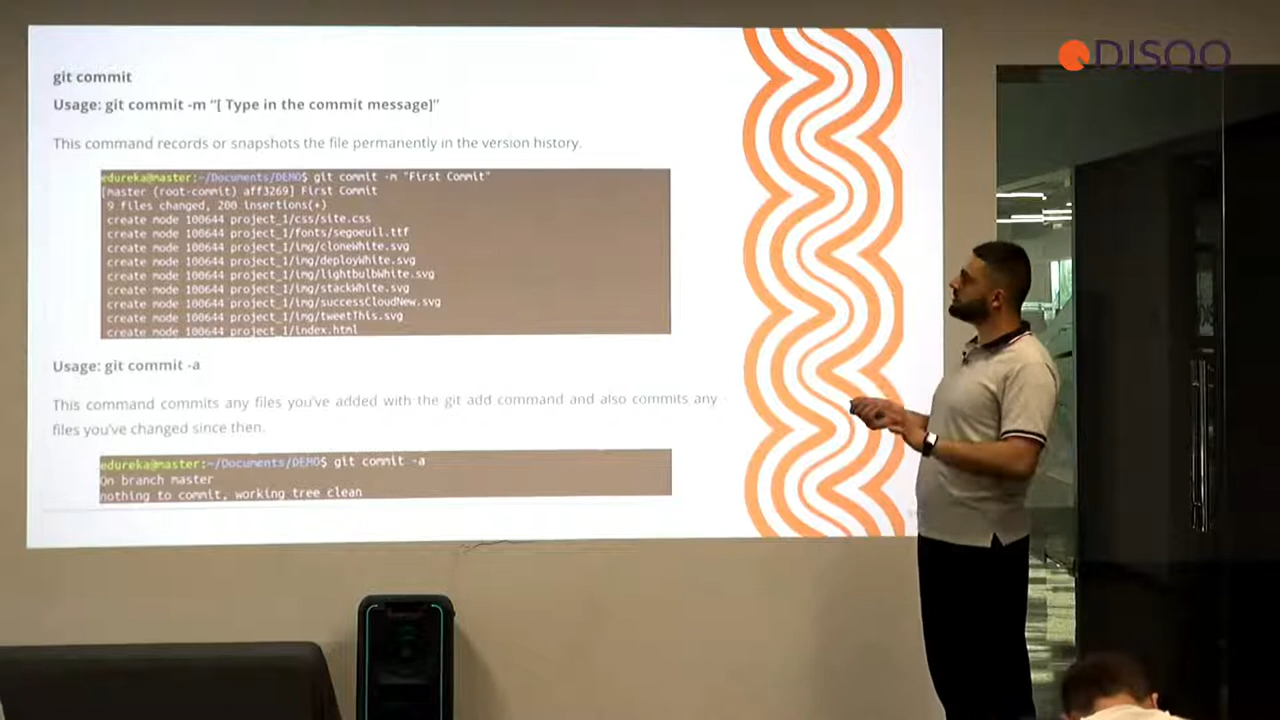 DISQO
git commit
Usage: git commit -m “[ Type in the commit message]”
This command records or snapshots the file permanently in the version history.
edureka@master:~/Documents/DEMO$ git commit -m "First Commit"
[master (root-commit) aff3269] First Commit
9 files changed, 200 insertions(+)
create mode 100644 project_1/css/site.css
create mode 100644 project_1/fonts/segoeuil.ttf
create mode 100644 project_1/img/cloneWhite.svg
create mode 100644 project_1/img/deployWhite.svg
create mode 100644 project_1/img/lightbulbWhite.svg
create mode 100644 project_1/img/stackWhite.svg
create mode 100644 project_1/img/successCloudNew.svg
create mode 100644 project_1/img/tweetThis.svg
create mode 100644 project_1/index.html
Usage: git commit -a
This command commits any files you’ve added with the git add command and also commits any
files you’ve changed since then.
edureka@master:~/Documents/DEMO$ git commit -a
On branch master
nothing to commit, working tree clean